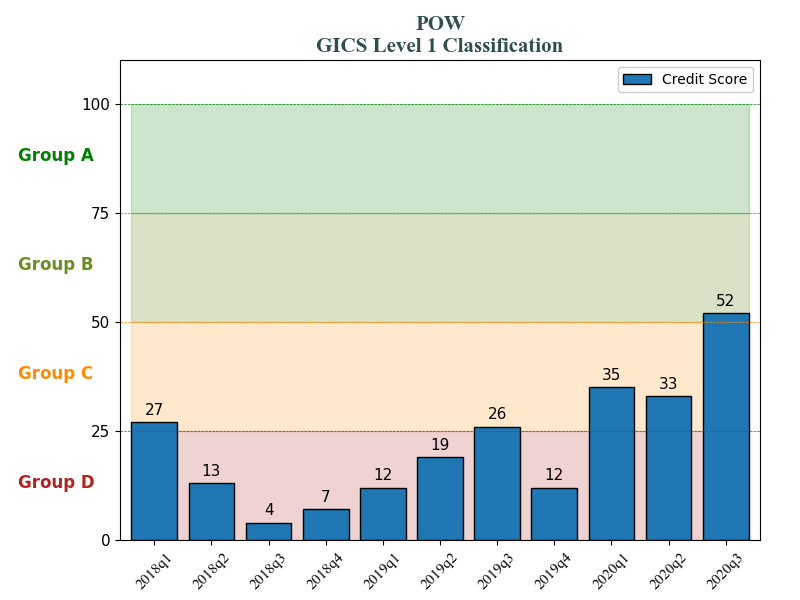 POW
GICS Level 1 Classification
Credit Score
100
Group A
75
Group B
52
50
Group C
35
33
27
26
25
19
13
12
12
Group D
7
4
0
2018q1 2018q2 2018q3 2018q4 2019q1 2019q2 2019q3 2019q4 2020q1 2020q2 2020q3